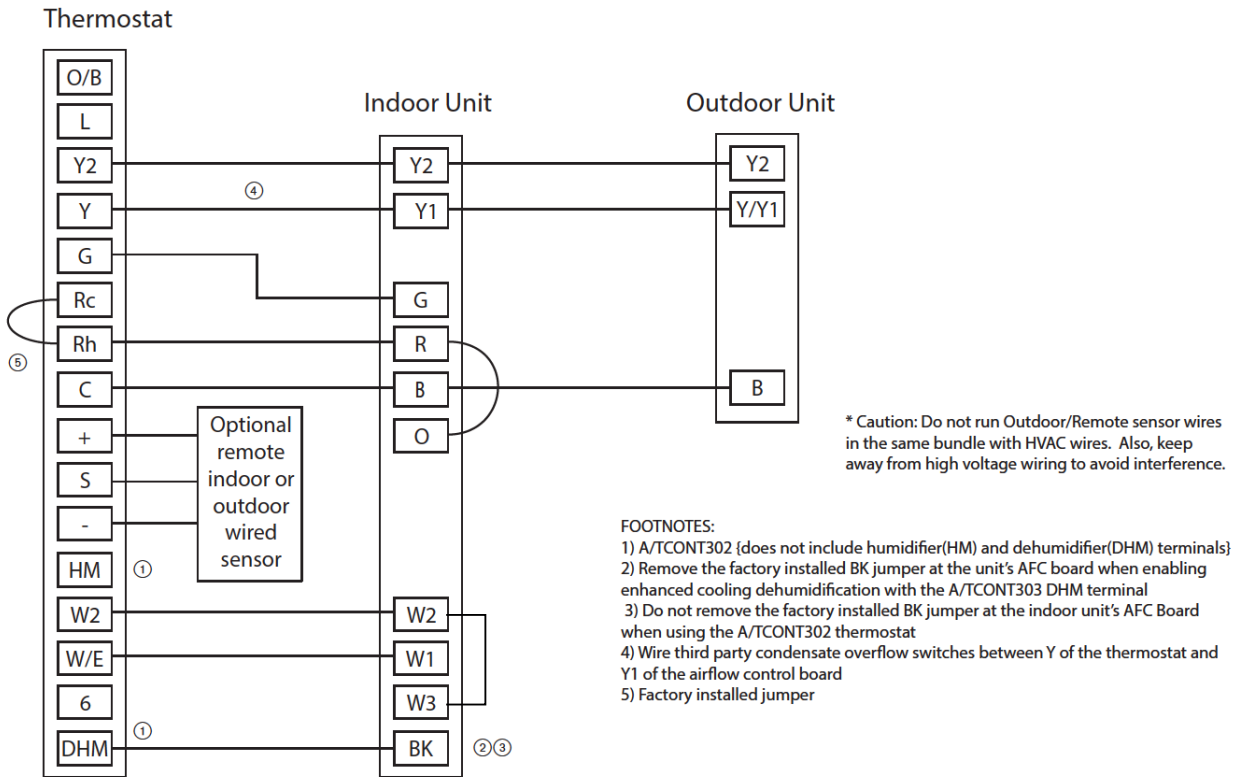 Thermostat
Indoor Unit
Outdoor Unit
O/B
L
Y2
Y
G
Rc
Rh
C
+
S
-
HM
W2
W/E
6
DHM
④
⑤
①
①
Optional
remote
indoor or
outdoor
wired
sensor
Y2
Y1
G
R
B
O
W2
W1
W3
BK
②③
Y2
Y/Y1
B
* Caution: Do not run Outdoor/Remote sensor wires
in the same bundle with HVAC wires. Also, keep
away from high voltage wiring to avoid interference.
FOOTNOTES:
1) A/TCONT302 {does not include humidifier(HM) and dehumidifier(DHM) terminals}
2) Remove the factory installed BK jumper at the unit's AFC board when enabling
enhanced cooling dehumidification with the A/TCONT303 DHM terminal
3) Do not remove the factory installed BK jumper at the indoor unit's AFC Board
when using the A/TCONT302 thermostat
4) Wire third party condensate overflow switches between Y of the thermostat and
Y1 of the airflow control board
5) Factory installed jumper